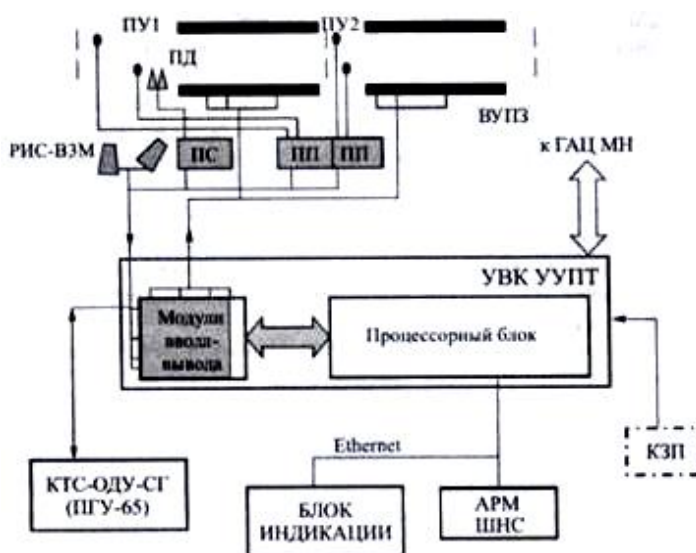 ПУ1
ПУ2
ПД
ВУПЗ
РИС-ВЗМ
ПС
ПП
ПП
к ГАЦ МН
УВК УУПТ
Модули
ввода-
вывода
Процессорный блок
Ethernet
КЗП
КТС-ОДУ-СГ
(ПГУ-65)
БЛОК
ИНДИКАЦИИ
АРМ
ШНС